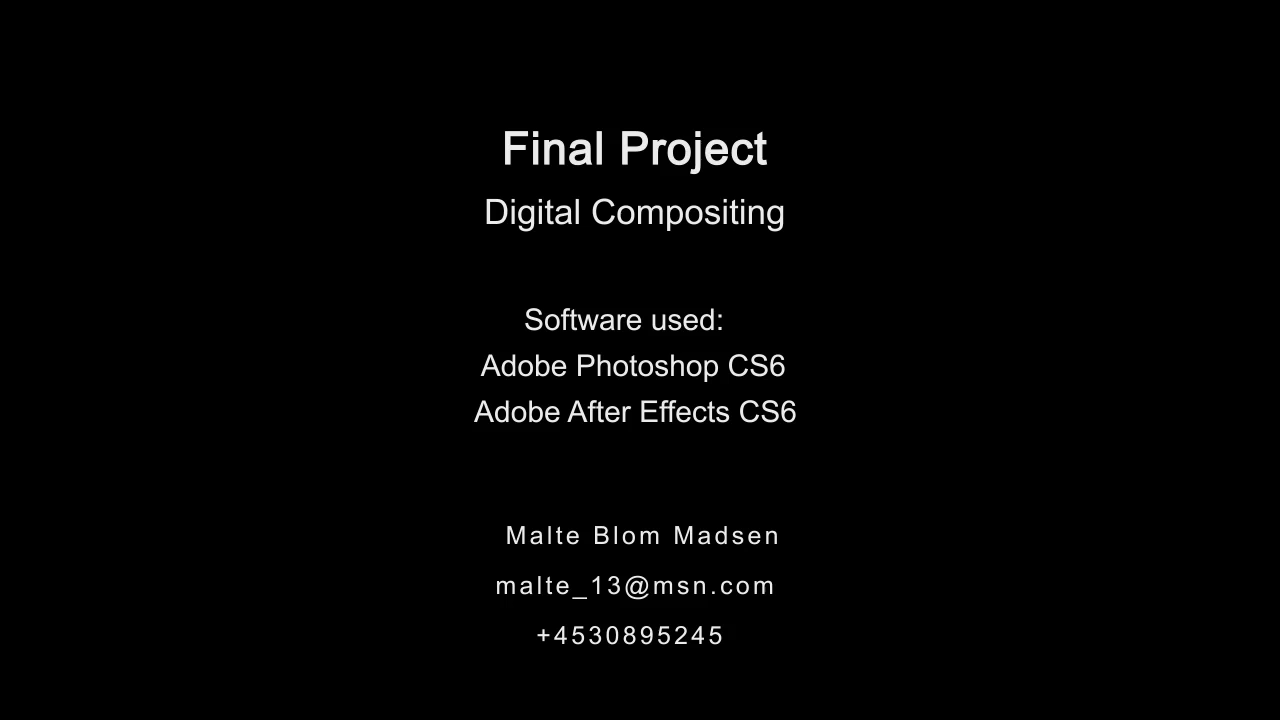 Final Project
Digital Compositing
Software used:
Adobe Photoshop CS6
Adobe After Effects CS6
Malte Blom Madsen
malte_13@msn.com
+4530895245